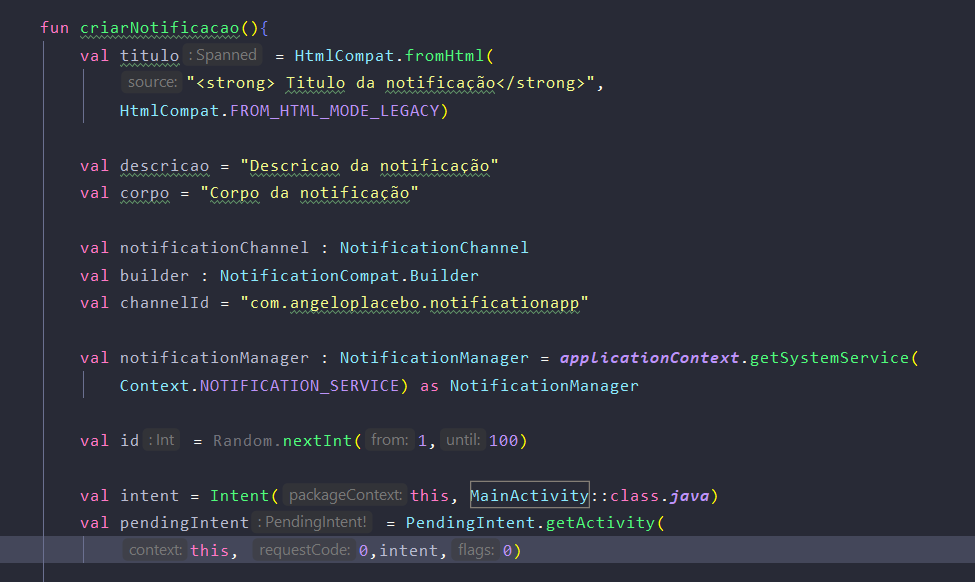 fun criarNotificacao(){
val titulo : Spanned = HtmlCompat.fromHtml(
source: "<strong> Titulo da notificação</strong>",
HtmlCompat.FROM_HTML_MODE_LEGACY)
val descricao = "Descricao da notificação"
val corpo = "Corpo da notificação"
val notificationChannel : NotificationChannel
val builder : NotificationCompat.Builder
val channelId = "com.angeloplacebo.notificationapp"
val notificationManager : NotificationManager = applicationContext.getSystemService(
Context.NOTIFICATION_SERVICE) as NotificationManager
val id : Int = Random.nextInt( from: 1, until: 100)
val intent = Intent( packageContext: this, MainActivity::class.java)
val pendingIntent : PendingIntent! = PendingIntent.getActivity(
context: this, requestCode: 0,intent, flags: 0)